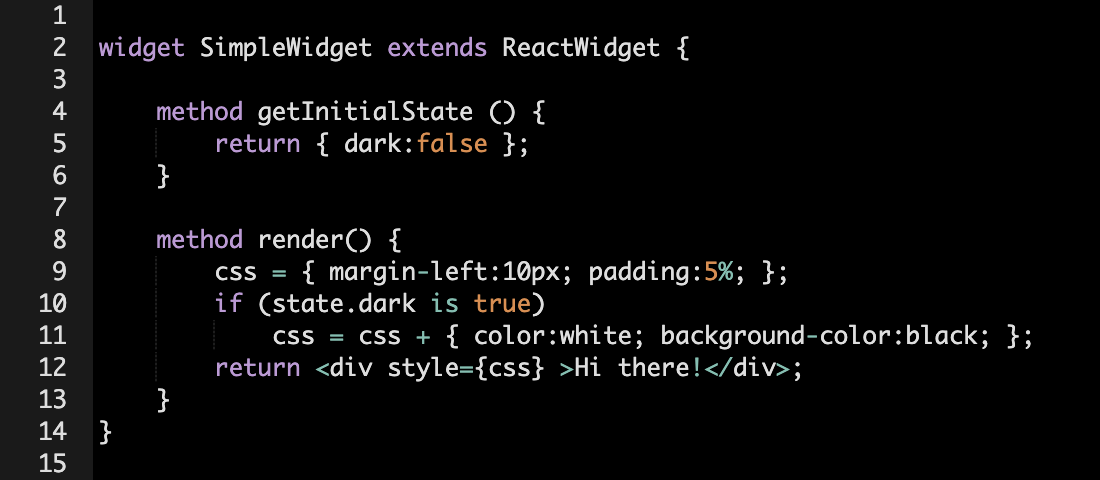 1
2 widget SimpleWidget extends ReactWidget {
3
4     method getInitialState () {
5         return { dark:false };
6     }
7
8     method render() {
9         css = { margin-left:10px; padding:5%; };
10         if (state.dark is true)
11             css = css + { color:white; background-color:black; };
12         return <div style={css} >Hi there!</div>;
13     }
14 }
15